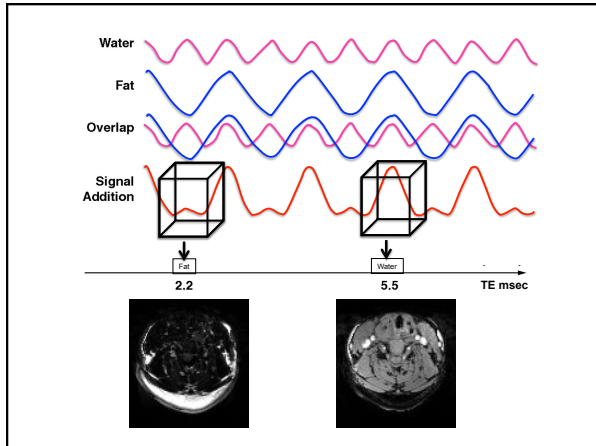 Water
Fat
Overlap
Signal
Addition
Fat
Water
2.2
5.5
TE msec